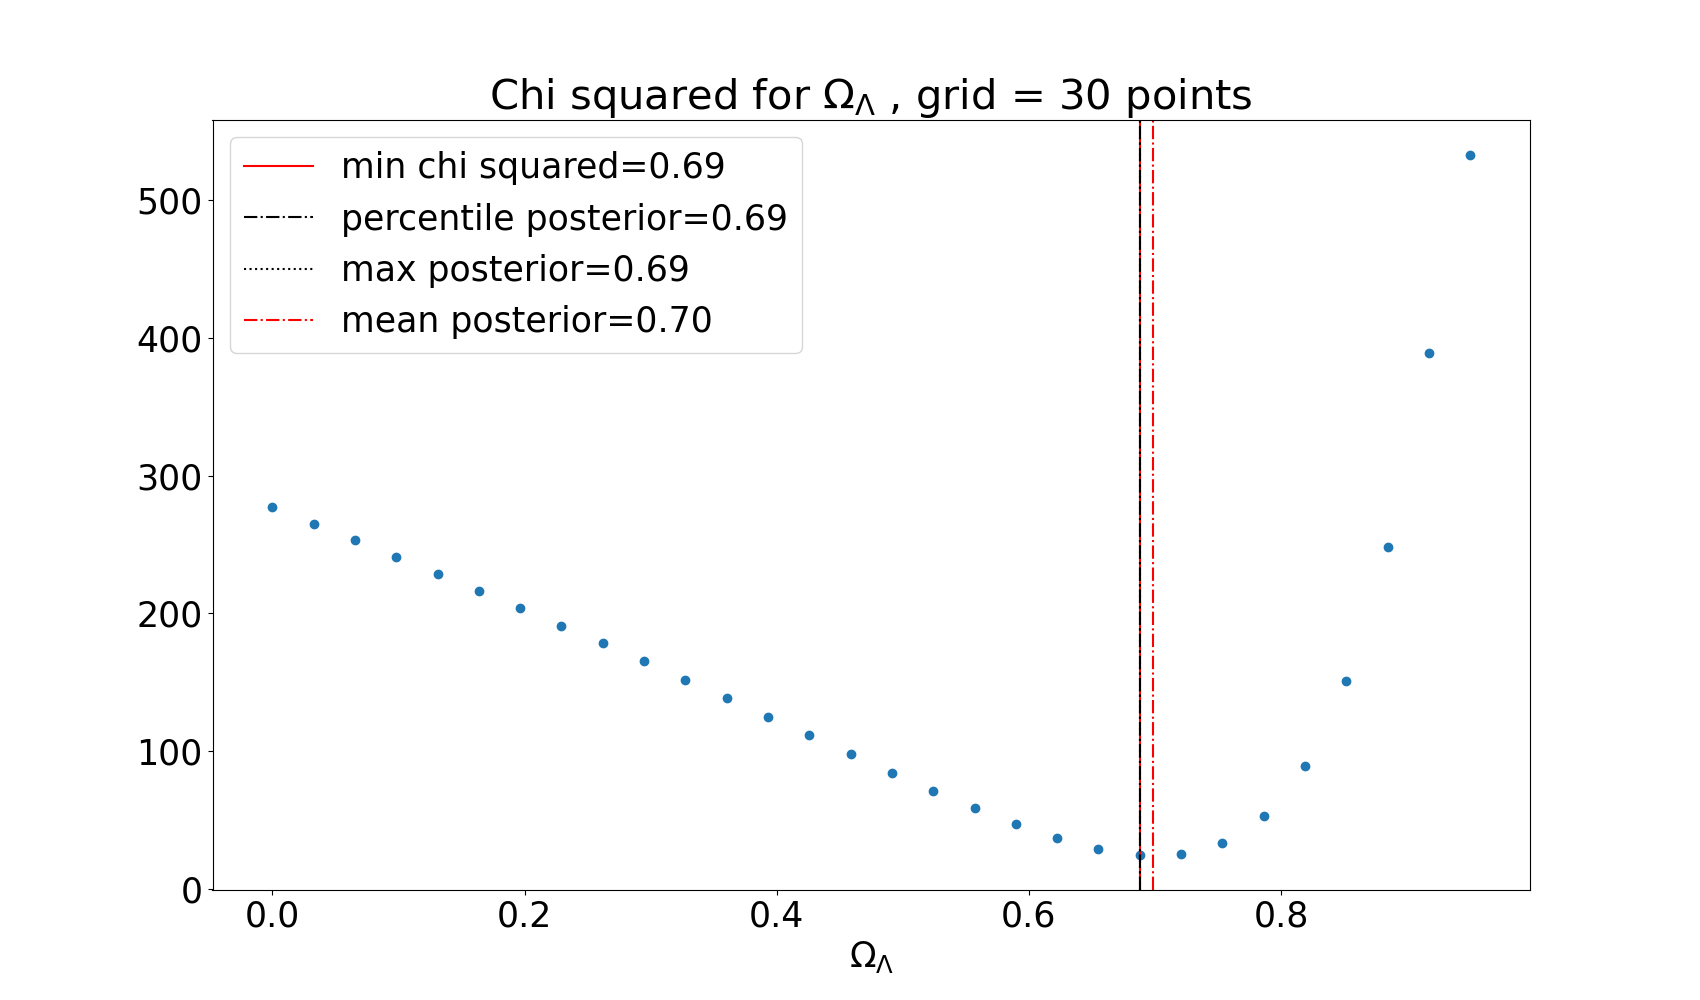 Chi squared for Ω_Λ , grid = 30 points
min chi squared=0.69
percentile posterior=0.69
max posterior=0.69
mean posterior=0.70
500
400
300
200
100
0
0.0 0.2 0.4 0.6 0.8
Ω_Λ